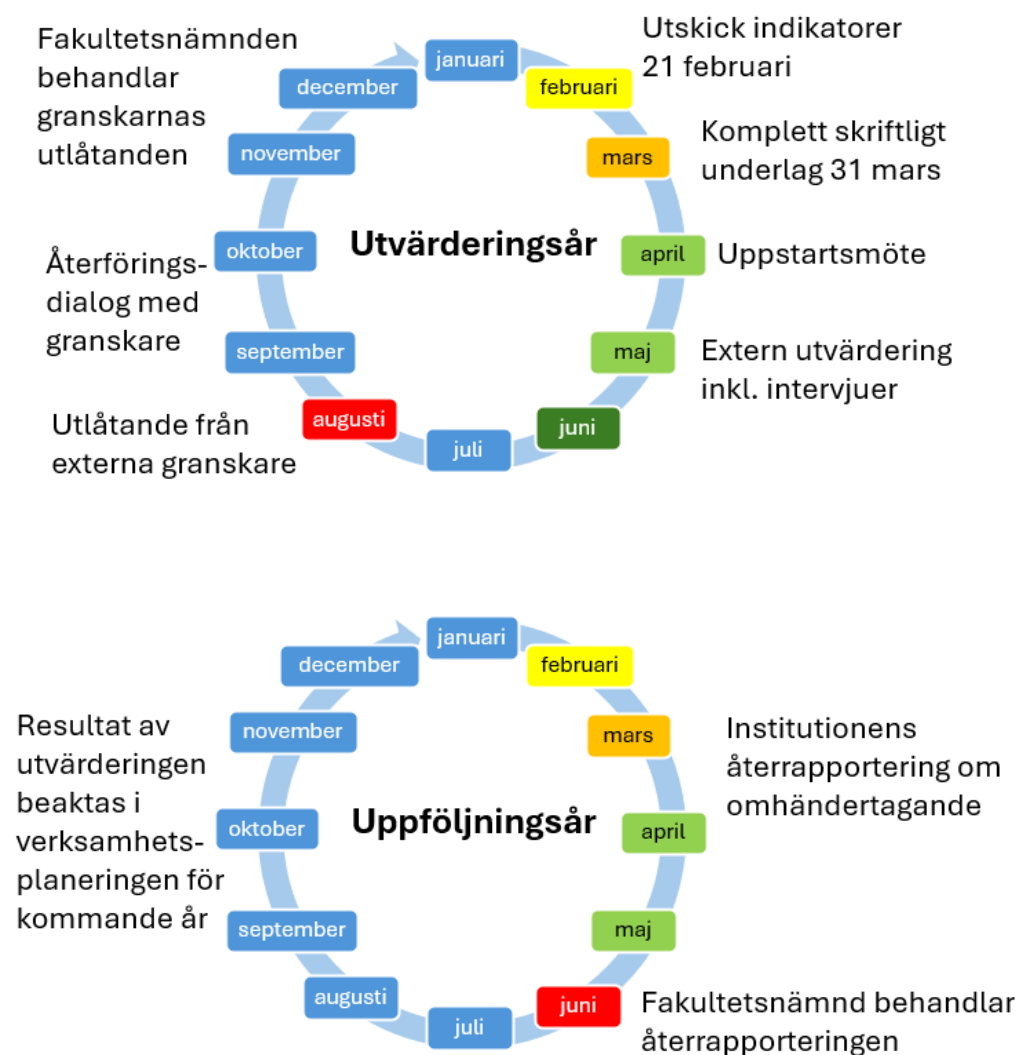 Fakultetsnämnden
behandlar
granskarnas
utlåtanden
januari
Utskick indikatorer
21 februari
december
februari
november
mars
Komplett skriftligt
underlag 31 mars
Utvärderingsår
oktober
april
Uppstartsmöte
Återförings-
dialog med
granskare
september
maj
Extern utvärdering
inkl. intervjuer
augusti
juni
juli
Utlåtande från
externa granskare
januari
december
februari
november
mars
Resultat av
utvärderingen
beaktas i
verksamhets-
planeringen för
kommande år
Institutionens
återrapportering om
omhändertagande
Uppföljningsår
oktober
april
september
maj
augusti
juni
juli
Fakultetsnämnd behandlar
återrapporteringen